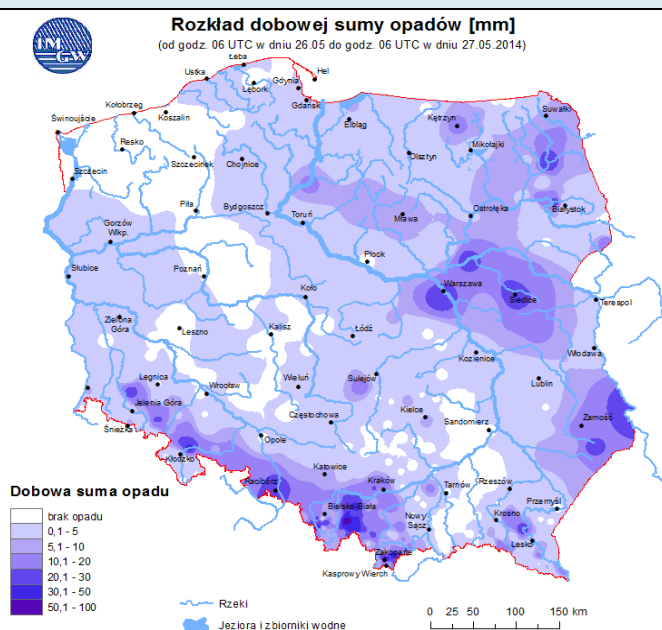 Rozkład dobowej sumy opadów [mm]
(od godz. 06 UTC w dniu 26.05 do godz. 06 UTC w dniu 27.05.2014)
IM
GW
Łeba
Ustka
Hel
Gdynia
Lębork
Gdańsk
Kołobrzeg
Koszalin
Świnoujście
Elbląg
Kętrzyn
Suwałki
Resko
Szczecinek
Chojnice
Olsztyn
Mikołajki
Szczecin
Piła
Bydgoszcz
Toruń
Mława
Ostrołęka
Białystok
Gorzów
Wlkp.
Płock
Słubice
Poznań
Koło
Warszawa
Siedlce
Terespol
Zielona
Góra
Leszno
Kalisz
Łódź
Kozienice
Włodawa
Legnica
Wrocław
Wieluń
Sulejów
Lublin
Jelenia Góra
Częstochowa
Kielce
Sandomierz
Zamość
Śnieżka
Opole
Kłodzko
Katowice
Racibórz
Kraków
Tarnów
Rzeszów
Przemyśl
Bielsko-Biała
Nowy
Sącz
Krosno
Lesko
Zakopane
Kasprowy Wierch
Dobowa suma opadu
brak opadu
0,1 - 5
5,1 - 10
10,1 - 20
20,1 - 30
30,1 - 50
50,1 - 100
Rzeki
Jeziora i zbiorniki wodne
0 25 50 100 150 km